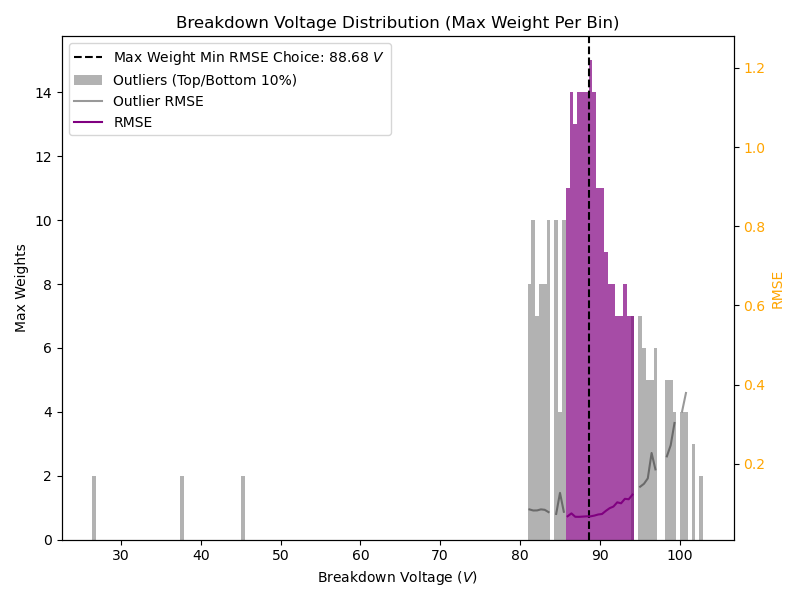 Breakdown Voltage Distribution (Max Weight Per Bin)
Max Weight Min RMSE Choice: 88.68 V
Outliers (Top/Bottom 10%)
Outlier RMSE
RMSE
Max Weights
14
12
10
8
6
4
2
0
1.2
1.0
0.8
0.6
0.4
0.2
RMSE
30 40 50 60 70 80 90 100
Breakdown Voltage (V)